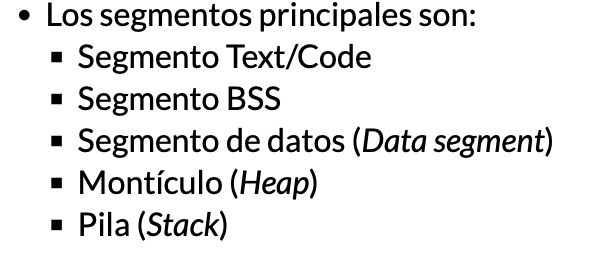 • Los segmentos principales son:
▪ Segmento Text/Code
▪ Segmento BSS
▪ Segmento de datos (Data segment)
▪ Montículo (Heap)
▪ Pila (Stack)